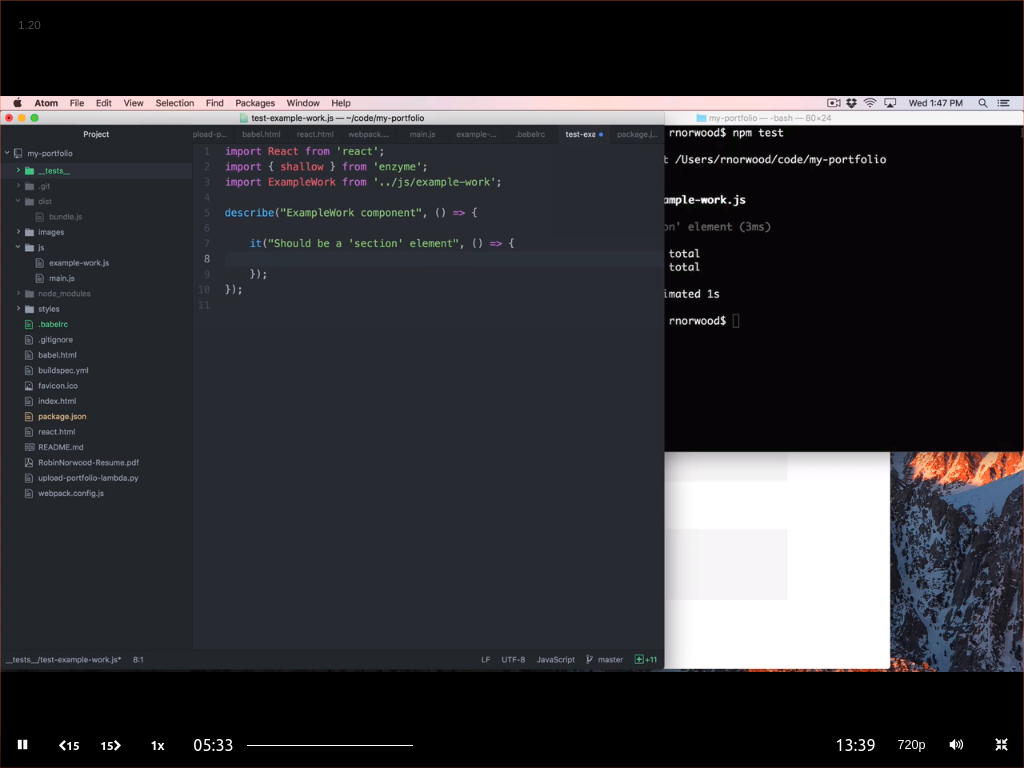 1.20
Atom File Edit View Selection Find Packages Window Help Wed 1:47 PM
test-example-work.js — ~/code/my-portfolio
my-portfolio — -bash — 80×24
Project
pload-p... babel.html react.html webpack.... main.js example-... .babelrc test-exa package.j...
my-portfolio
__tests__
.git
dist
bundle.js
images
js
example-work.js
main.js
node_modules
styles
.babelrc
.gitignore
babel.html
buildspec.yml
favicon.ico
index.html
package.json
react.html
README.md
RobinNorwood-Resume.pdf
upload-portfolio-lambda.py
webpack.config.js
1 import React from 'react';
2 import { shallow } from 'enzyme';
3 import ExampleWork from '../js/example-work';
4
5 describe("ExampleWork component", () => {
6
7 it("Should be a 'section' element", () => {
8
9 });
10 });
11
rnorwood$ npm test
t /Users/rnorwood/code/my-portfolio
ample-work.js
on' element (3ms)
total
total
imated 1s
rnorwood$
__tests__/test-example-work.js* 8:1 LF UTF-8 JavaScript master +11
15 15 1x 05:33 13:39 720p